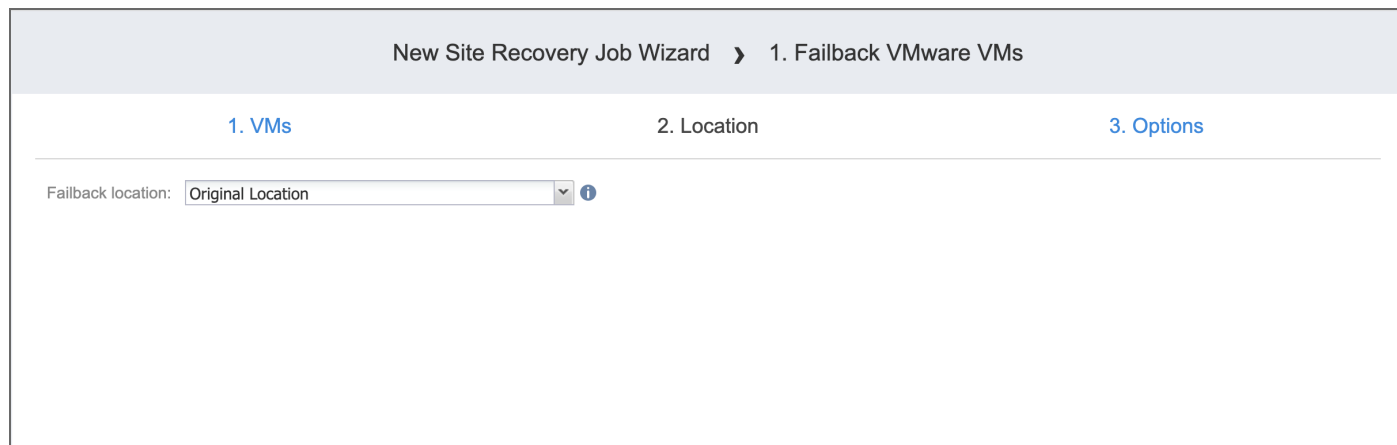 New Site Recovery Job Wizard ❯ 1. Failback VMware VMs
1. VMs 2. Location 3. Options
Failback location: Original Location